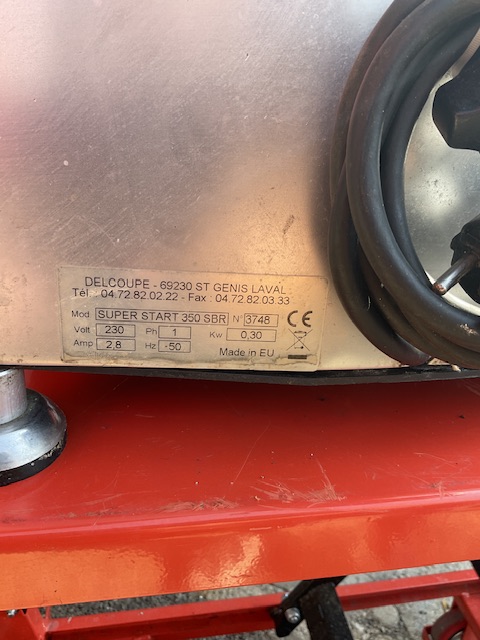 DELCOUPE - 69230 ST GENIS LAVAL
Tél : 04.72.82.02.22 - Fax : 04.72.82.03.33
Mod SUPER START 350 SBR N° 3748 CE
Volt 230 Ph 1 Kw 0,30
Amp 2,8 Hz -50 Made in EU